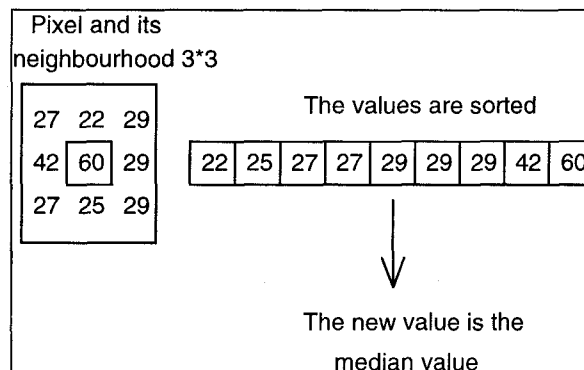 Pixel and its
neighbourhood 3*3
27 22 29
42 60 29
27 25 29
The values are sorted
22 25 27 27 29 29 29 42 60
The new value is the
median value